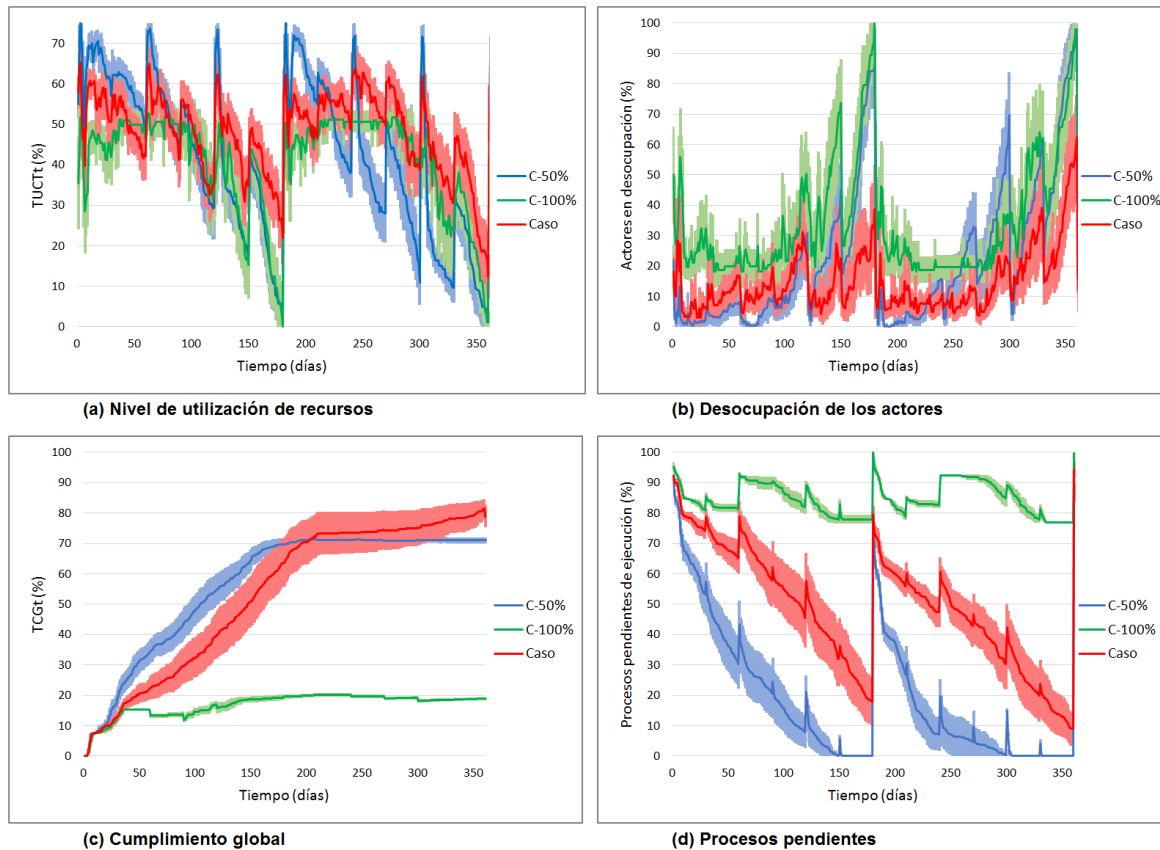 70
60
50
40
30
20
10
0
TUCTt (%)
0 50 100 150 200 250 300 350
Tiempo (días)
C-50%
C-100%
Caso
(a) Nivel de utilización de recursos
100
90
80
70
60
50
40
30
20
10
0
Actores en desocupación (%)
0 50 100 150 200 250 300 350
Tiempo (días)
C-50%
C-100%
Caso
(b) Desocupación de los actores
100
90
80
70
60
50
40
30
20
10
0
TCGt (%)
0 50 100 150 200 250 300 350
Tiempo (días)
C-50%
C-100%
Caso
(c) Cumplimiento global
100
90
80
70
60
50
40
30
20
10
0
Procesos pendientes de ejecución (%)
0 50 100 150 200 250 300 350
Tiempo (días)
C-50%
C-100%
Caso
(d) Procesos pendientes